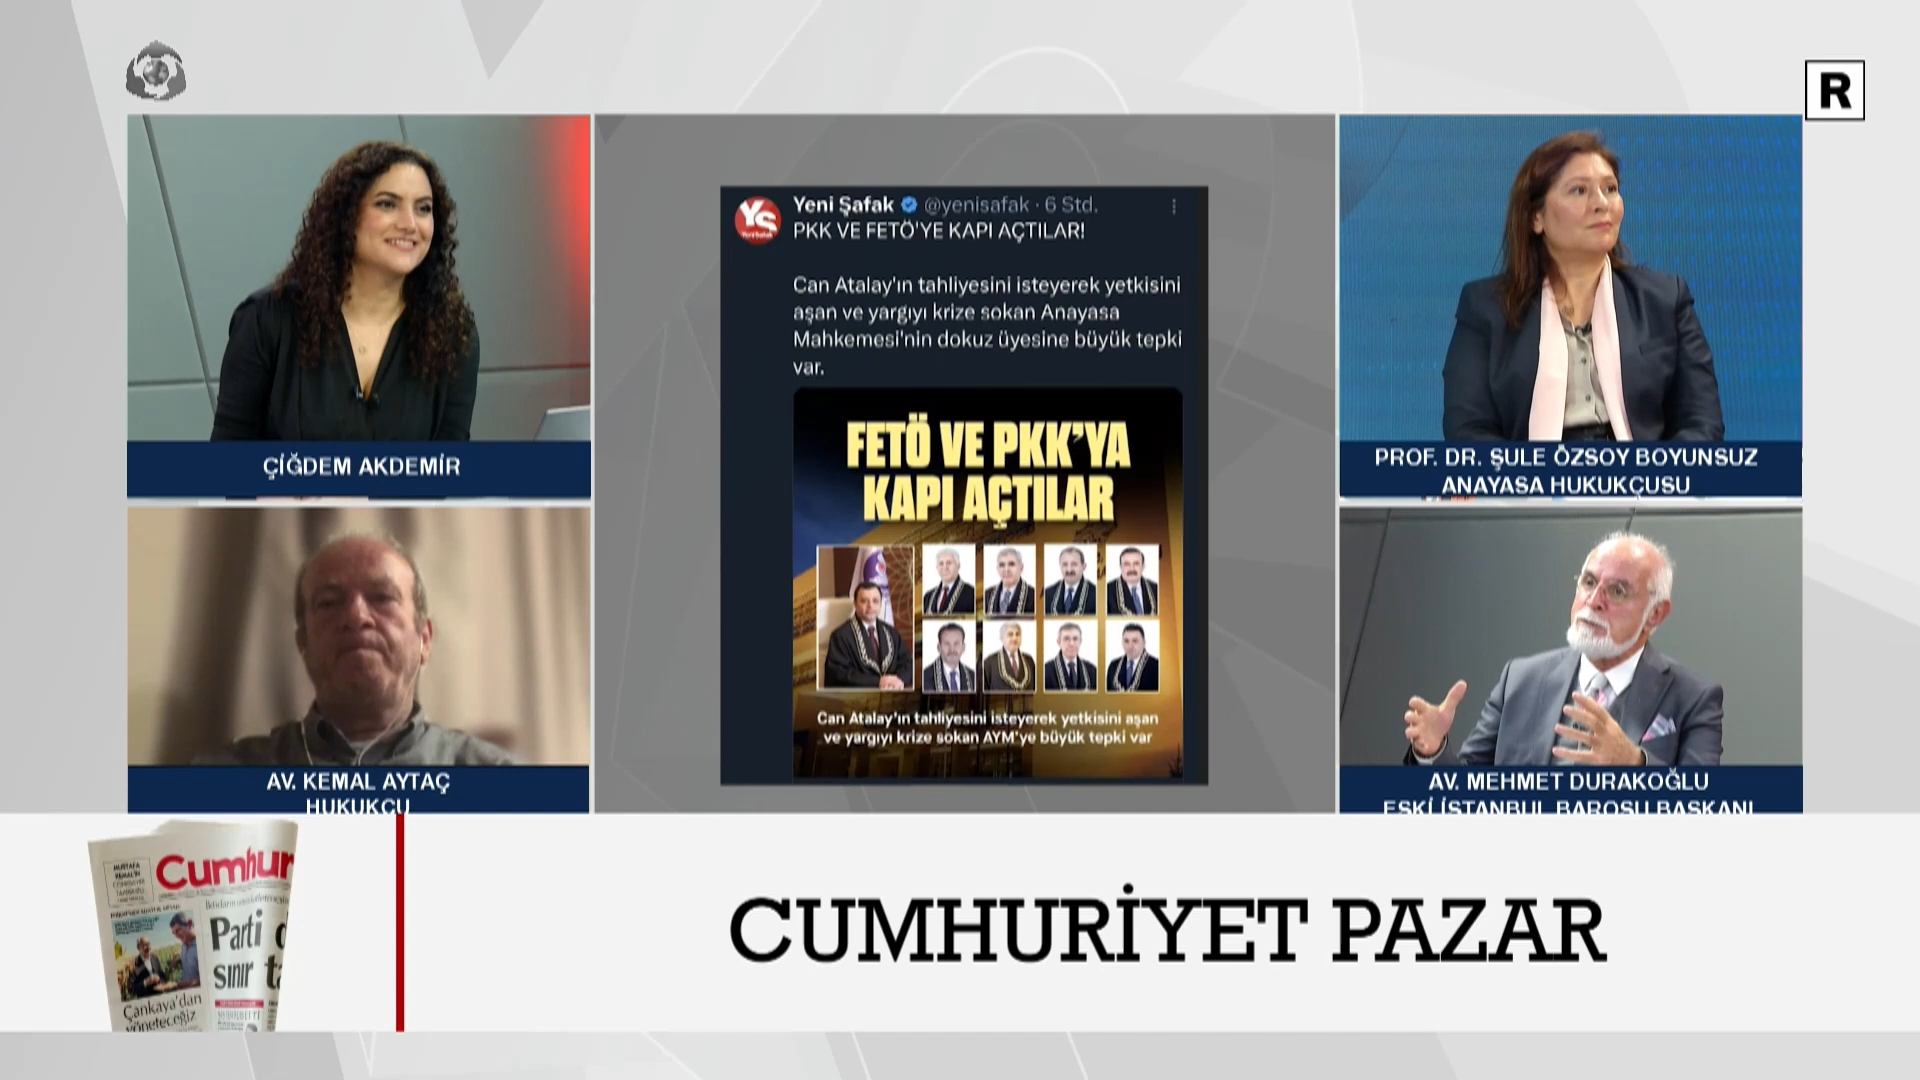 R
ÇİĞDEM AKDEMİR
AV. KEMAL AYTAÇ
HUKUKÇU
Yeni Şafak @yenisafak · 6 Std.
PKK VE FETÖ'YE KAPI AÇTILAR!
Can Atalay'ın tahliyesini isteyerek yetkisini
aşan ve yargıyı krize sokan Anayasa
Mahkemesi'nin dokuz üyesine büyük tepki
var.
FETÖ VE PKK'YA
KAPI AÇTILAR
Can Atalay'ın tahliyesini isteyerek yetkisini aşan
ve yargıyı krize sokan AYM'ye büyük tepki var
PROF. DR. ŞULE ÖZSOY BOYUNSUZ
ANAYASA HUKUKÇUSU
AV. MEHMET DURAKOĞLU
ESKİ İSTANBUL BAROSU BAŞKANI
Cumhur
Parti
sınır
Çankaya'dan
yöneteceğiz
CUMHURİYET PAZAR